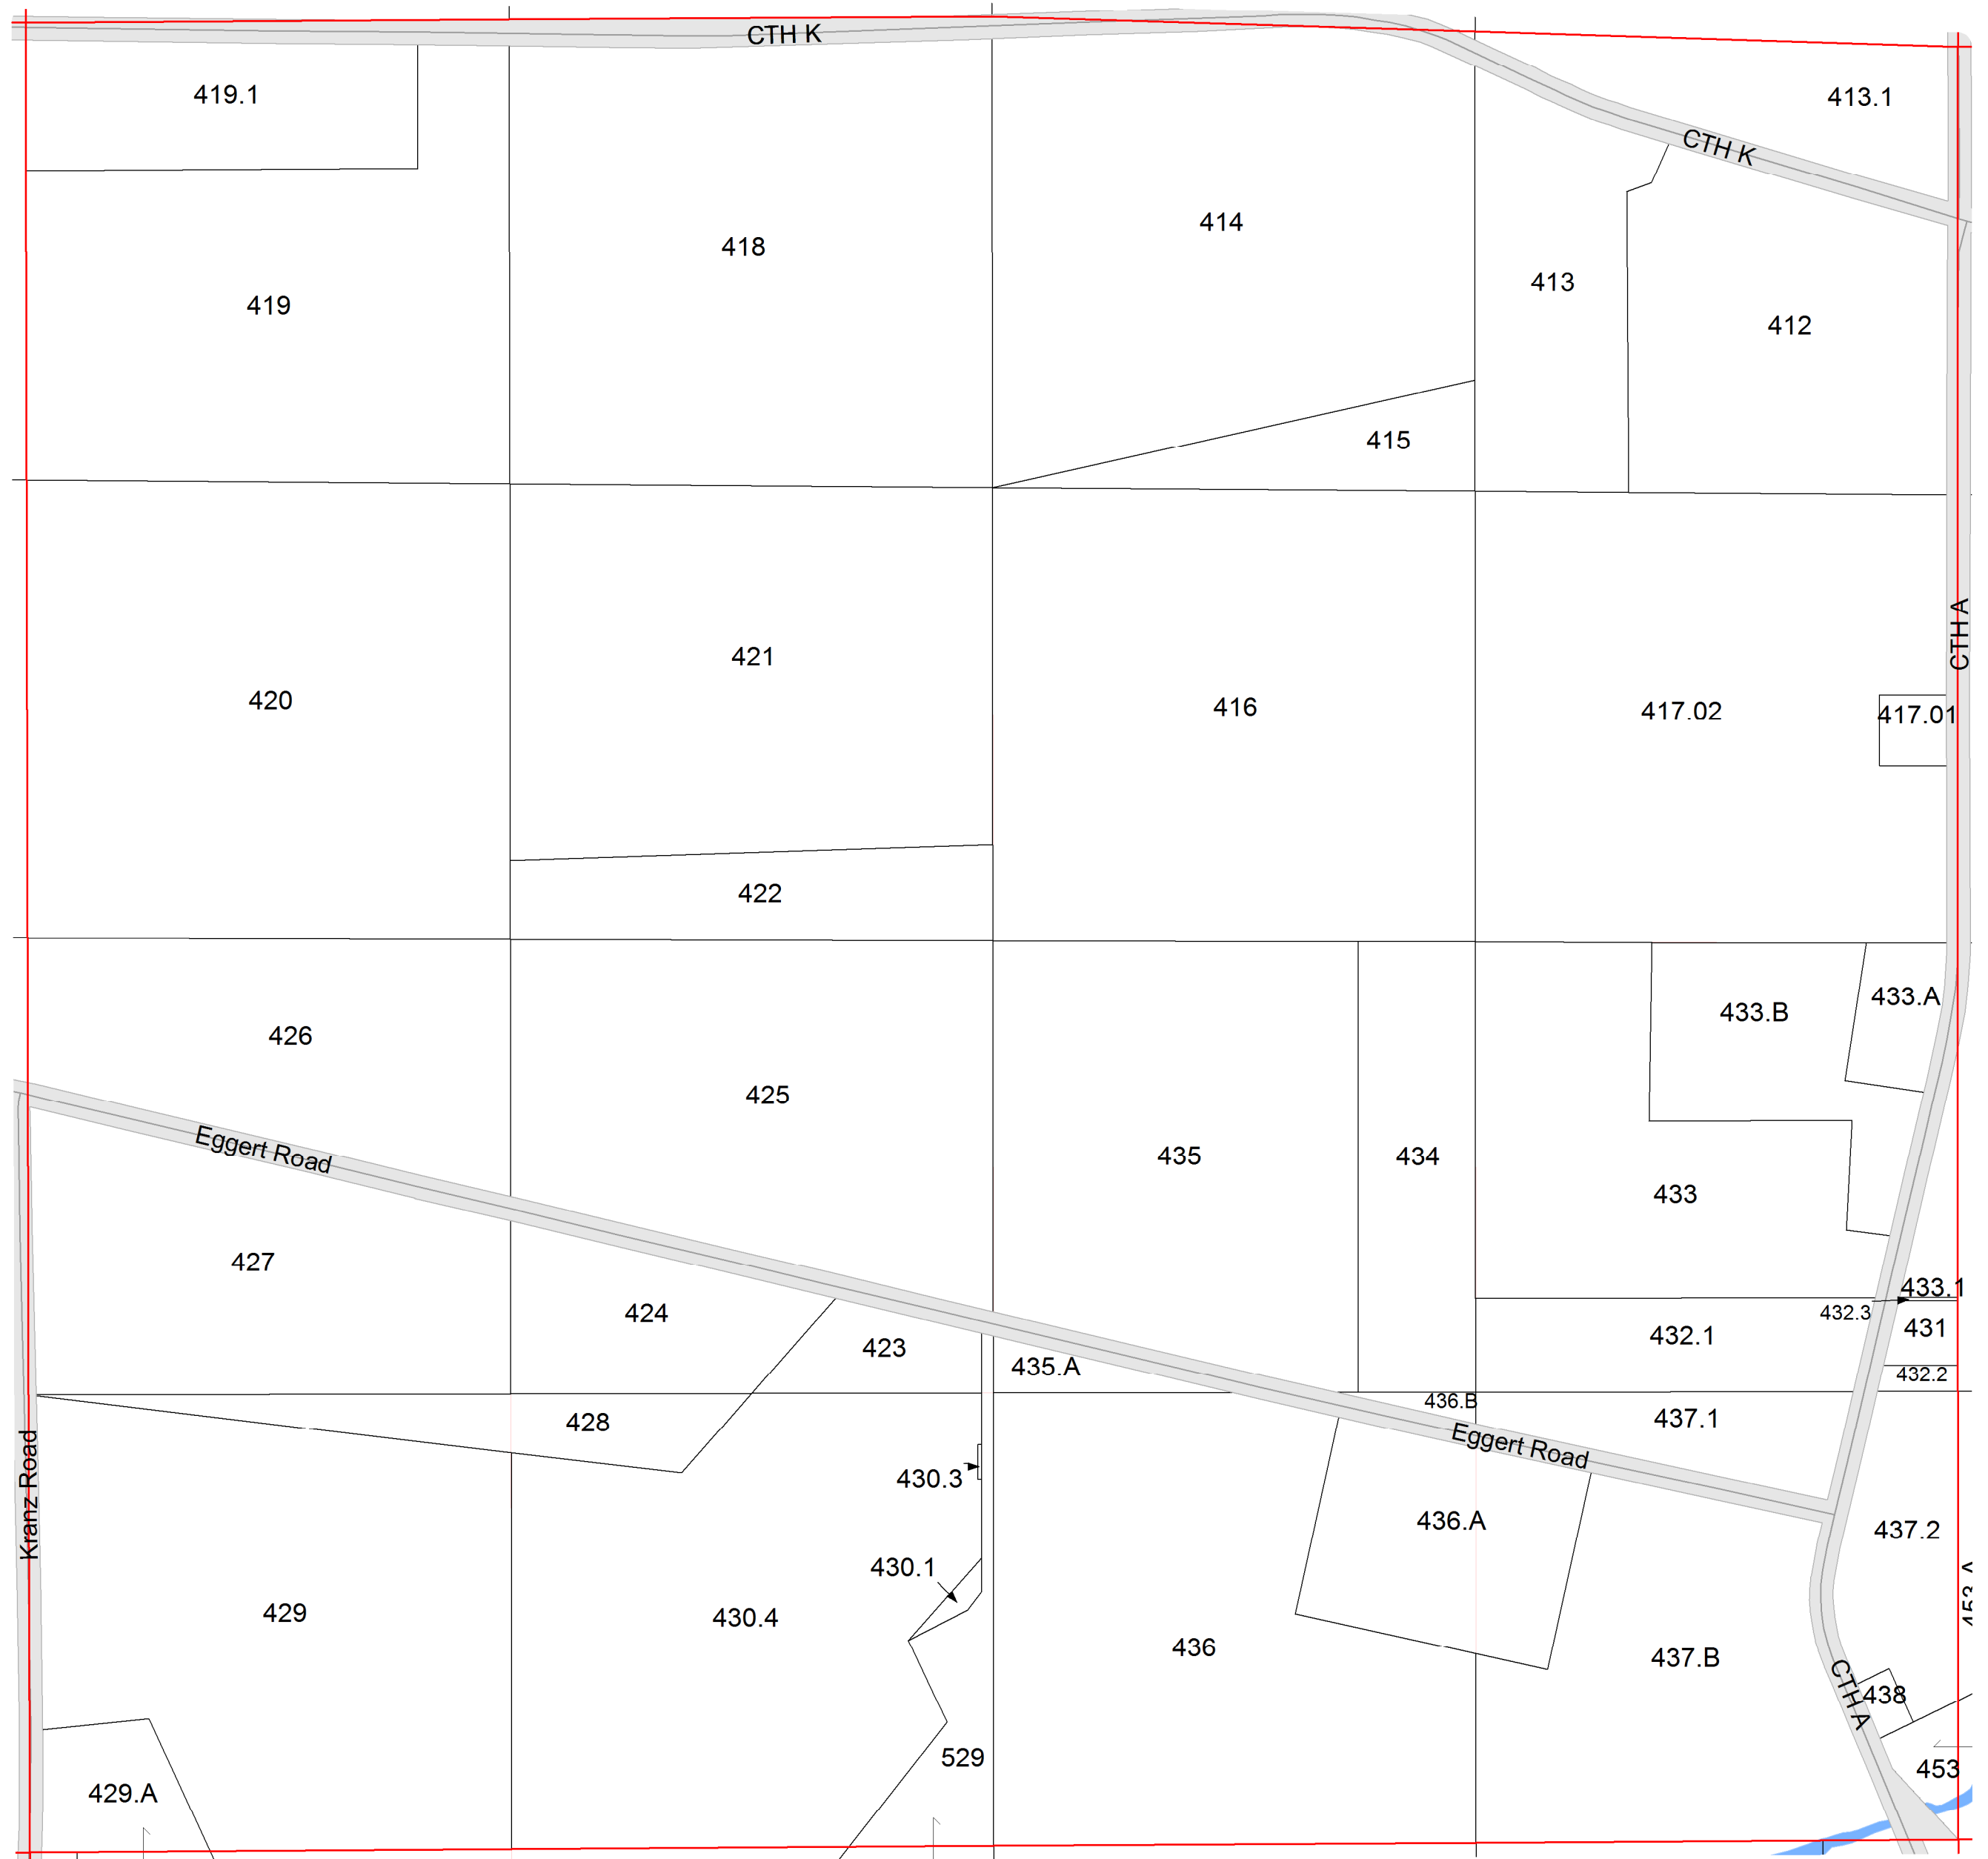 CTH K
419.1
413.1
CTH K
414
418
413
419
412
415
CTH A
421
420
416
417.02
417.01
422
433.A
433.B
426
425
Eggert Road
435
434
433
427
433.1
432.3
424
431
432.1
423
435.A
432.2
436.B
437.1
428
Eggert Road
430.3
Kranz Road
436.A
437.2
430.1
453.A
429
430.4
436
437.B
438
CTH A
529
453
429.A